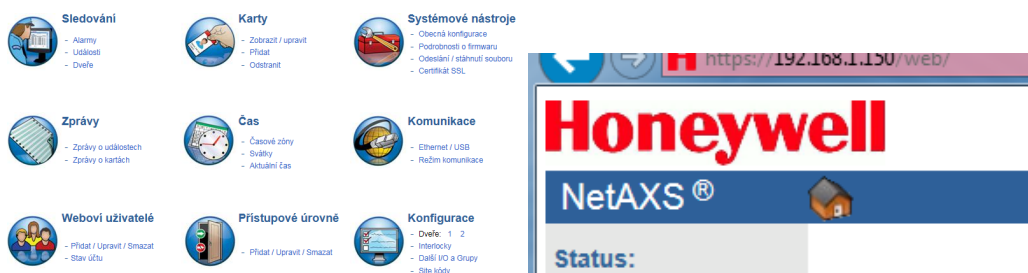 Sledování
- Alarmy
- Události
- Dveře
Karty
- Zobrazit / upravit
- Přidat
- Odstranit
Systémové nástroje
- Obecná konfigurace
- Podrobnosti o firmwaru
- Odeslání / stáhnutí souboru
- Certifikát SSL
Zprávy
- Zprávy o událostech
- Zprávy o kartách
Čas
- Časové zóny
- Svátky
- Aktuální čas
Komunikace
- Ethernet / USB
- Režim komunikace
Weboví uživatelé
- Přidat / Upravit / Smazat
- Stav účtu
Přístupové úrovně
- Přidat / Upravit / Smazat
Konfigurace
- Dveře: 1 2
- Interlocky
- Další I/O a Grupy
- Site kódy
H https://192.168.1.150/web/
Honeywell
NetAXS ®
Status: